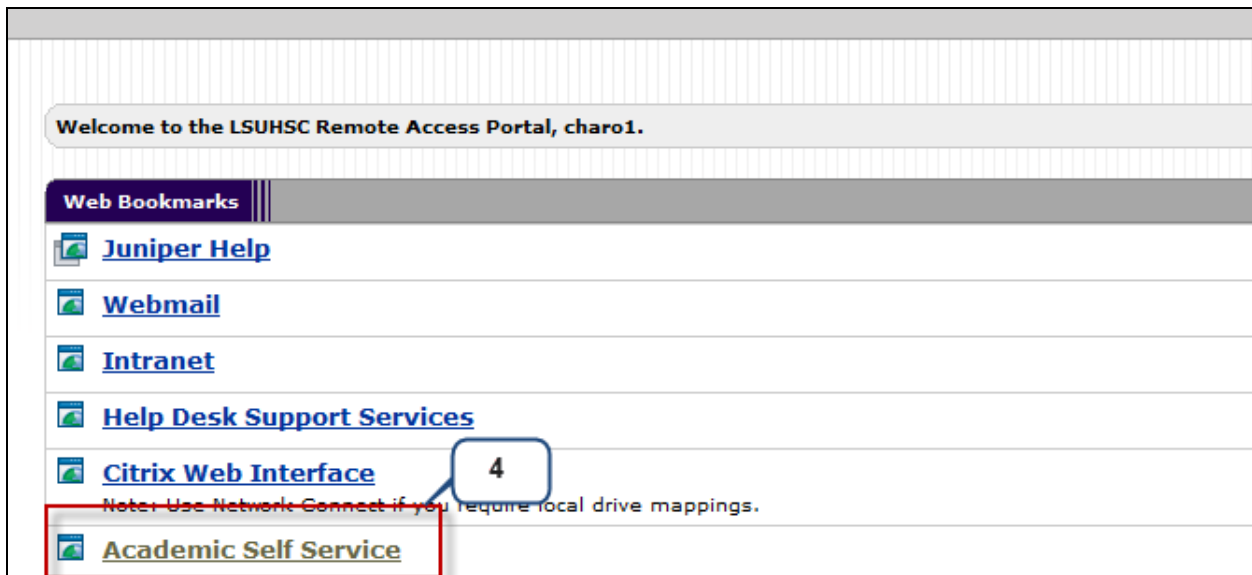 Welcome to the LSUHSC Remote Access Portal, charo1.
Web Bookmarks
Juniper Help
Webmail
Intranet
Help Desk Support Services
Citrix Web Interface
4
Note: Use Network Connect if you require local drive mappings.
Academic Self Service